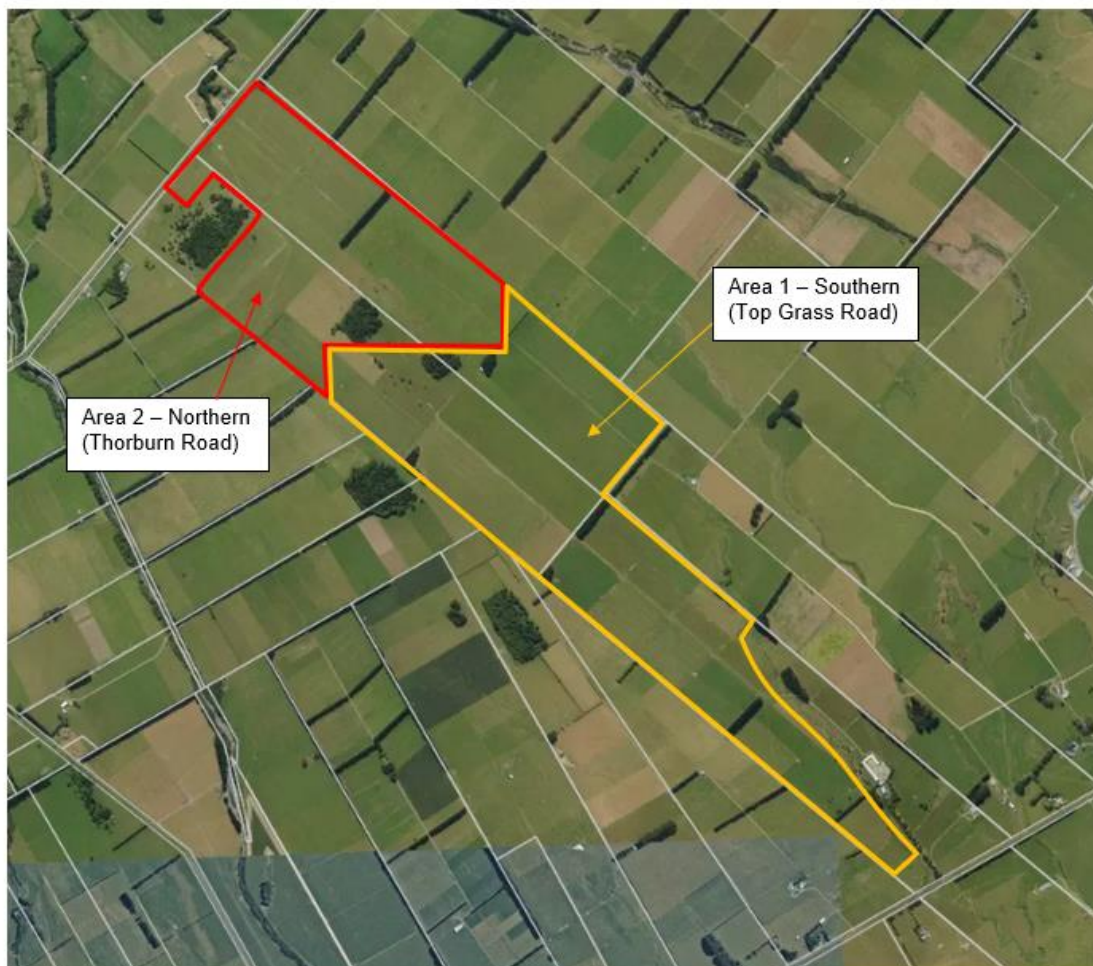 Area 1 – Southern
(Top Grass Road)
Area 2 – Northern
(Thorburn Road)